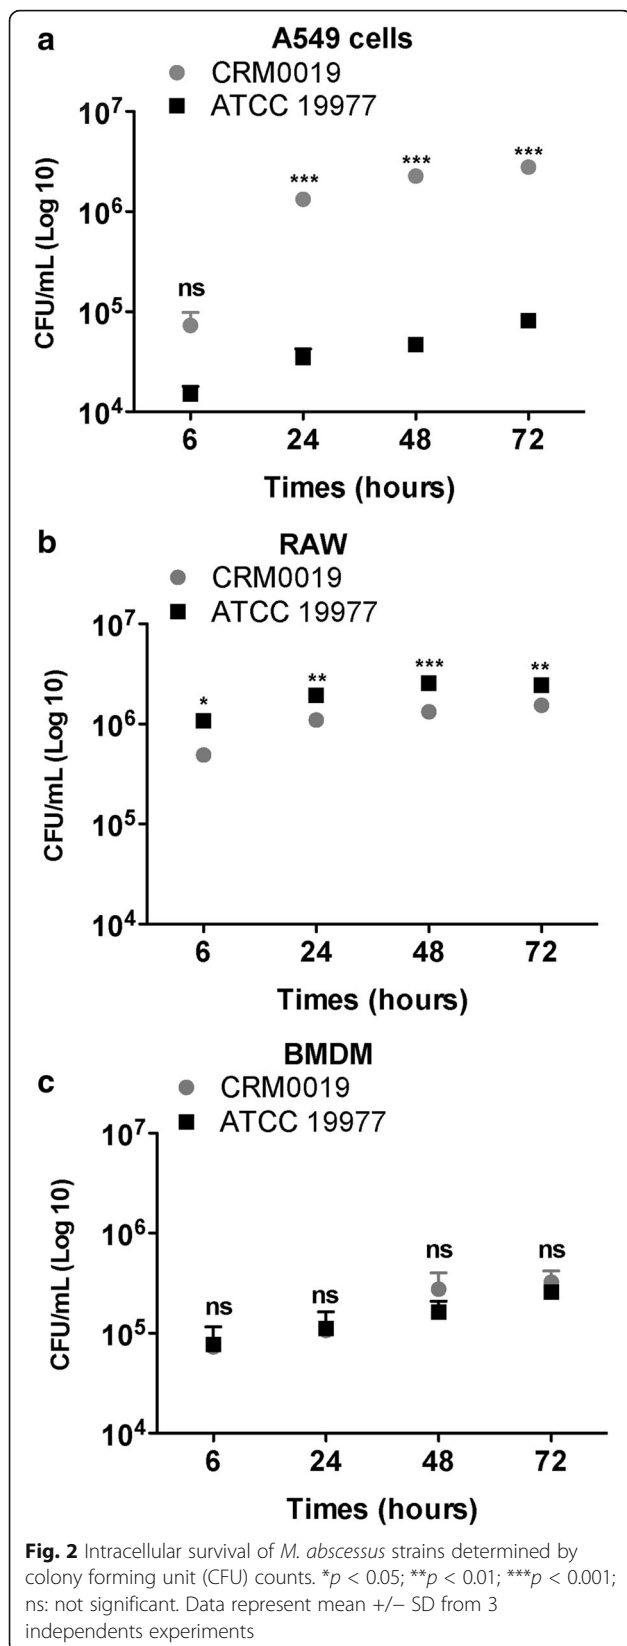 a
A549 cells
CRM0019
ATCC 19977
CFU/mL (Log 10)
10⁷
10⁶
10⁵
10⁴
***
***
***
ns
6 24 48 72
Times (hours)
b
RAW
CRM0019
ATCC 19977
CFU/mL (Log 10)
10⁷
10⁶
10⁵
10⁴
* ** *** **
6 24 48 72
Times (hours)
c
BMDM
CRM0019
ATCC 19977
CFU/mL (Log 10)
10⁷
10⁶
10⁵
10⁴
ns ns ns ns
6 24 48 72
Times (hours)
Fig. 2 Intracellular survival of M. abscessus strains determined by
colony forming unit (CFU) counts. *p < 0.05; **p < 0.01; ***p < 0.001;
ns: not significant. Data represent mean +/− SD from 3
independents experiments